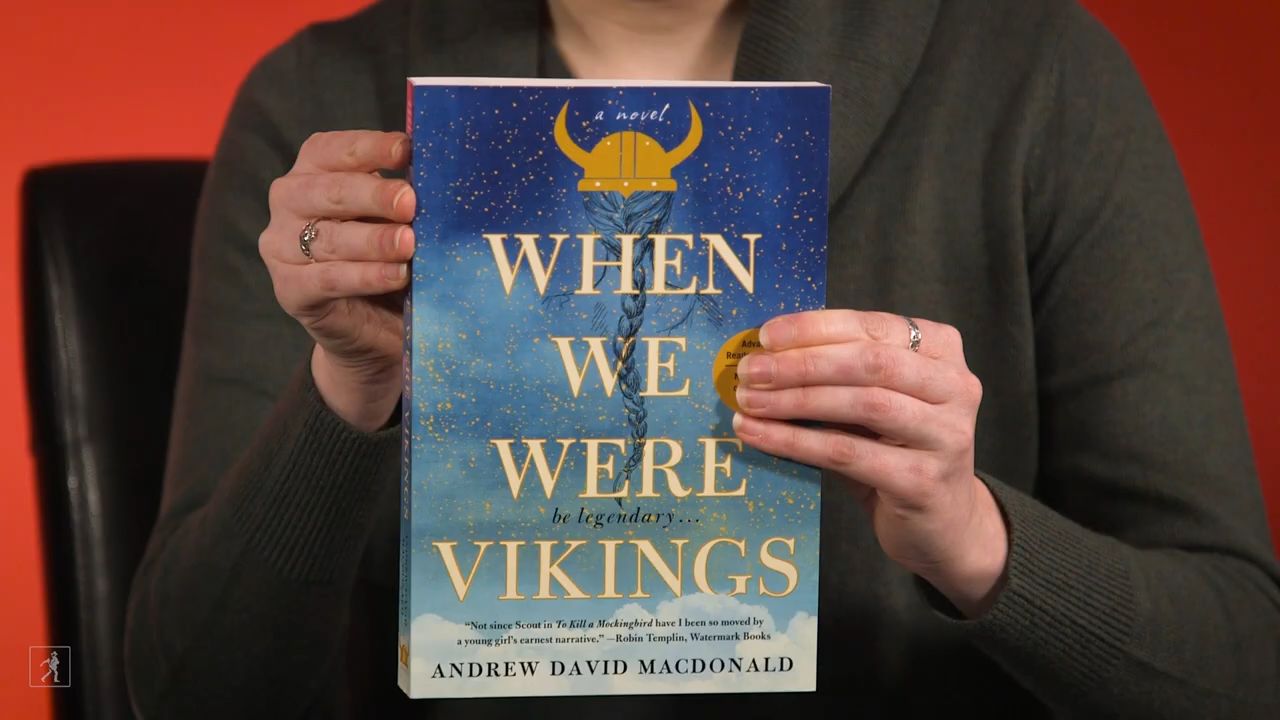 a novel
WHEN
WE
WERE
be legendary...
VIKINGS
"Not since Scout in To Kill a Mockingbird have I been so moved by
a young girl's earnest narrative." —Robin Templin, Watermark Books
ANDREW DAVID MACDONALD